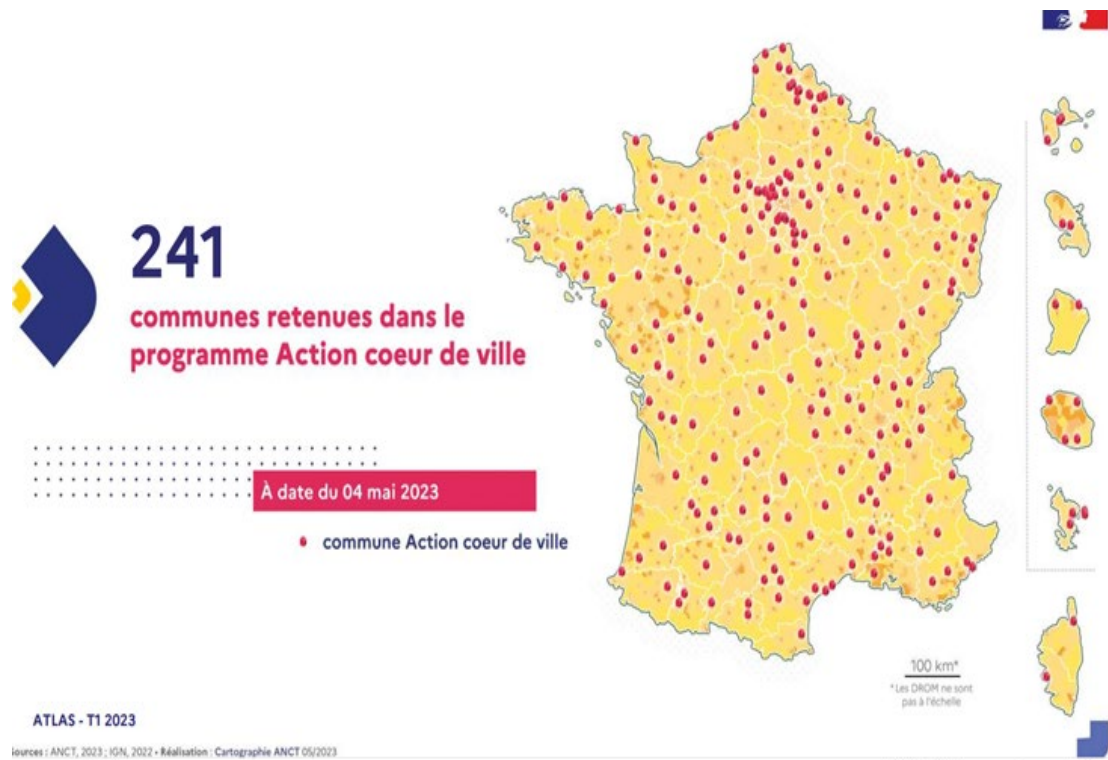 241
communes retenues dans le
programme Action coeur de ville
À date du 04 mai 2023
commune Action coeur de ville
100 km*
*Les DROM ne sont
pas à l'échelle
ATLAS - T1 2023
ources : ANCT, 2023 ; IGN, 2022 • Réalisation : Cartographie ANCT 05/2023